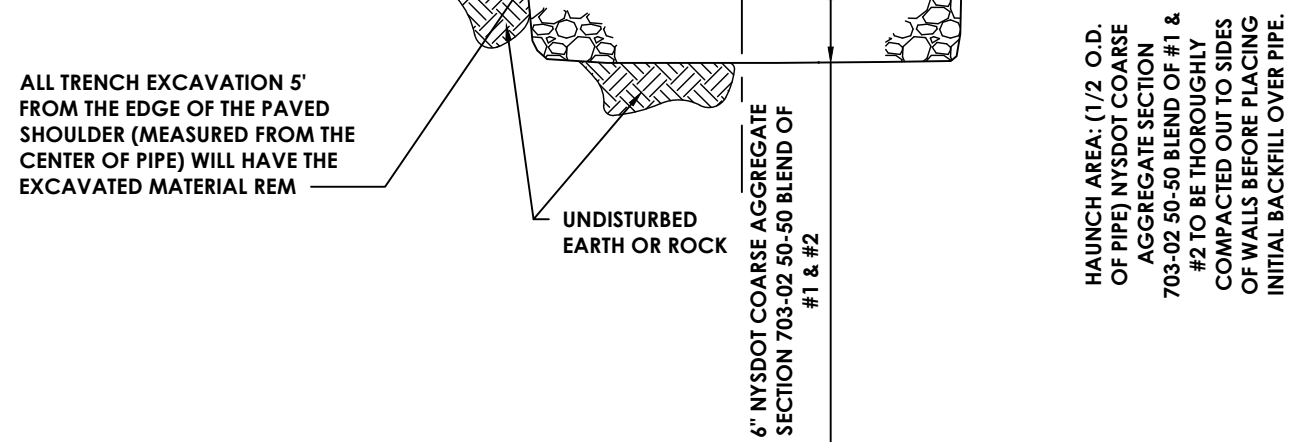 ALL TRENCH EXCAVATION 5'
FROM THE EDGE OF THE PAVED
SHOULDER (MEASURED FROM THE
CENTER OF PIPE) WILL HAVE THE
EXCAVATED MATERIAL REM
UNDISTURBED
EARTH OR ROCK
6" NYSDOT COARSE AGGREGATE
SECTION 703-02 50-50 BLEND OF
#1 & #2
HAUNCH AREA: (1/2 O.D.
OF PIPE) NYSDOT COARSE
AGGREGATE SECTION
703-02 50-50 BLEND OF #1 &
#2 TO BE THOROUGHLY
COMPACTED OUT TO SIDES
OF WALLS BEFORE PLACING
INITIAL BACKFILL OVER PIPE.